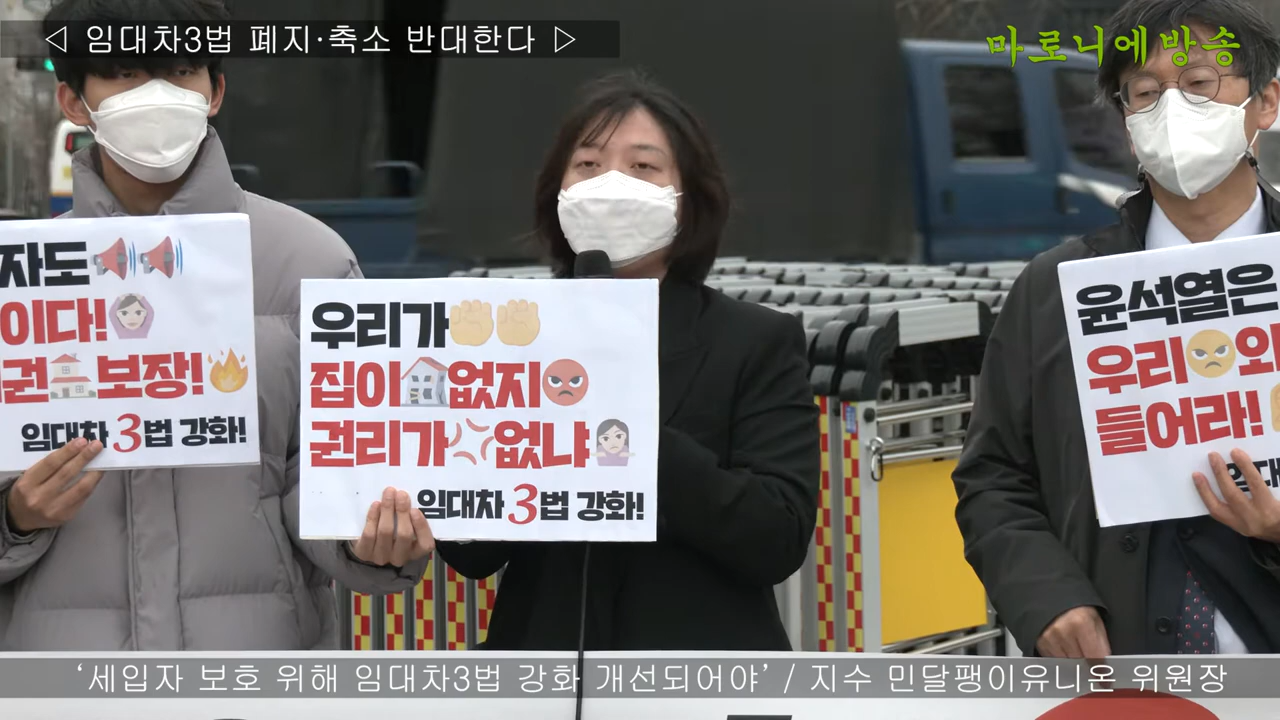 ◁ 임대차3법 폐지·축소 반대한다 ▷
마로니에방송
자도
이다!
권 보장!
임대차 3법 강화!
우리가
집이 없지
권리가 없냐
임대차 3법 강화!
윤석열은
우리 와
들어라!
임대
‘세입자 보호 위해 임대차3법 강화 개선되어야’ / 지수 민달팽이유니온 위원장